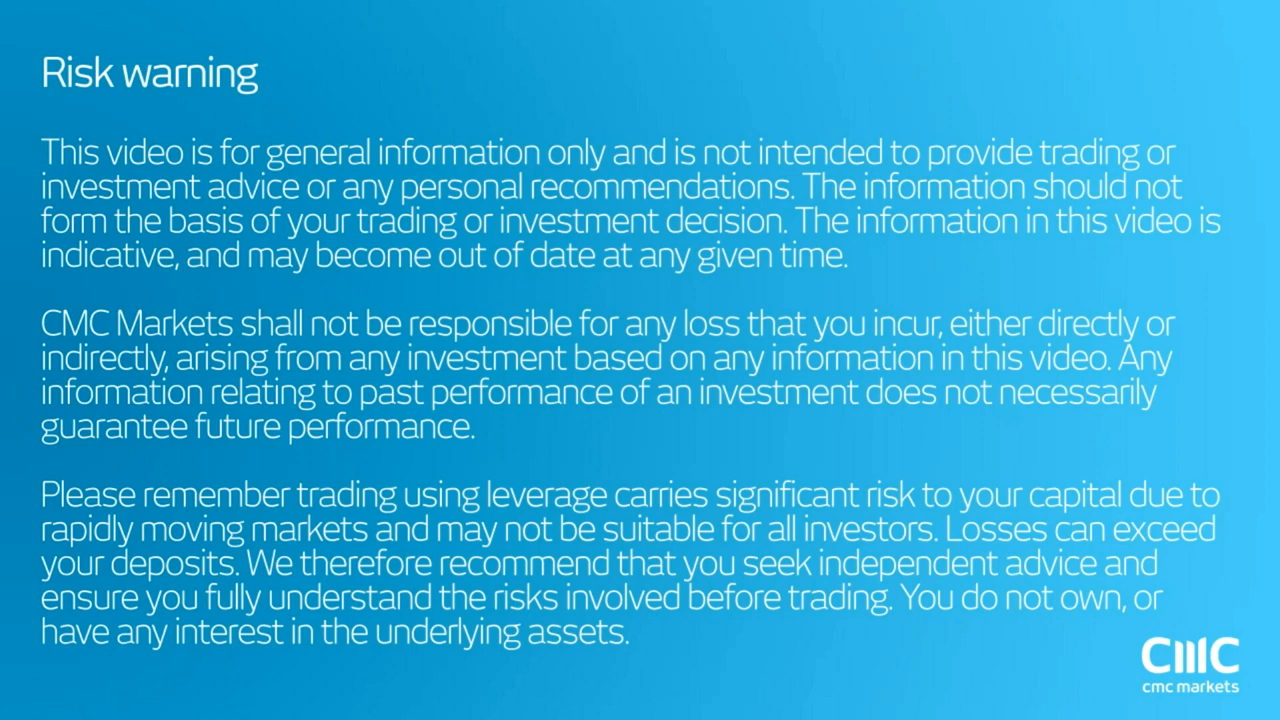 Risk warning
This video is for general information only and is not intended to provide trading or
investment advice or any personal recommendations. The information should not
form the basis of your trading or investment decision. The information in this video is
indicative, and may become out of date at any given time.
CMC Markets shall not be responsible for any loss that you incur, either directly or
indirectly, arising from any investment based on any information in this video. Any
information relating to past performance of an investment does not necessarily
guarantee future performance.
Please remember trading using leverage carries significant risk to your capital due to
rapidly moving markets and may not be suitable for all investors. Losses can exceed
your deposits. We therefore recommend that you seek independent advice and
ensure you fully understand the risks involved before trading. You do not own, or
have any interest in the underlying assets.
CMC
cmc markets